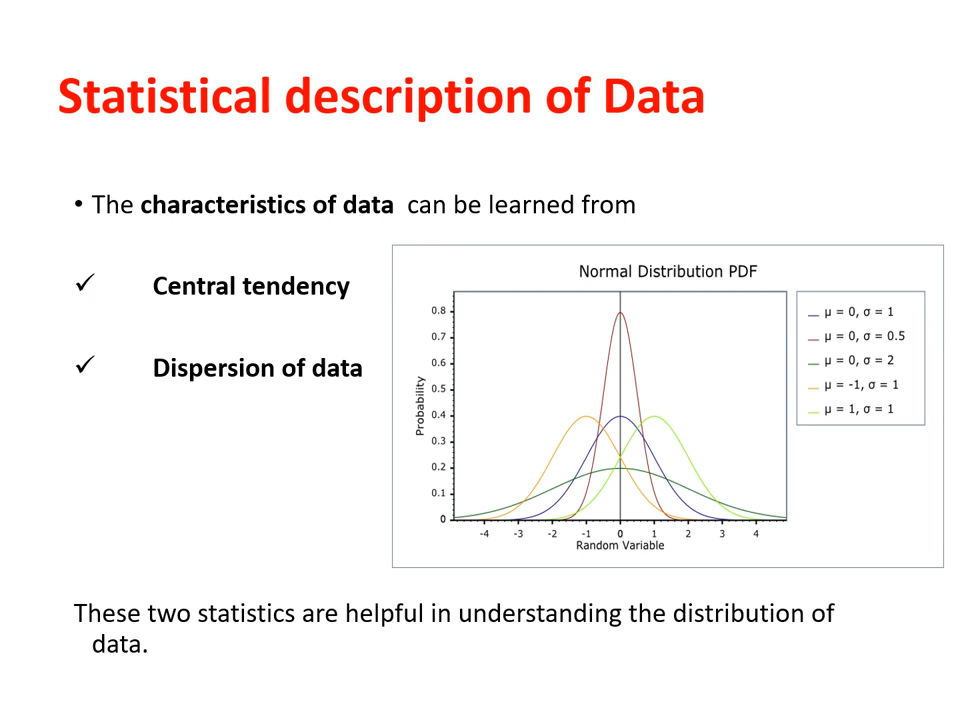 Statistical description of Data
• The characteristics of data can be learned from
✓ Central tendency
✓ Dispersion of data
Normal Distribution PDF
Probability
0.8
0.7
0.6
0.5
0.4
0.3
0.2
0.1
0
-4 -3 -2 -1 0 1 2 3 4
Random Variable
μ = 0, σ = 1
μ = 0, σ = 0.5
μ = 0, σ = 2
μ = -1, σ = 1
μ = 1, σ = 1
These two statistics are helpful in understanding the distribution of
data.